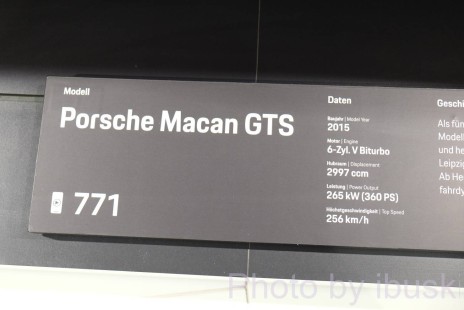 Modell
Porsche Macan GTS
771
Daten
Baujahr | Model Year
2015
Motor | Engine
6-Zyl. V Biturbo
Hubraum | Displacement
2997 ccm
Leistung | Power Output
265 kW (360 PS)
Höchstgeschwindigkeit | Top Speed
256 km/h
Geschi
Als fün
Modell
und he
Leipzig
Ab He
fahrdy
Photo by ibusk